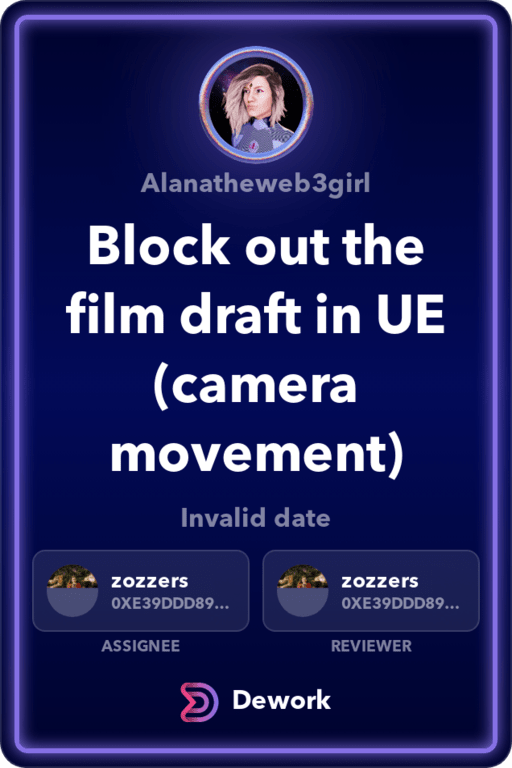 Alanatheweb3girl
Block out the
film draft in UE
(camera
movement)
Invalid date
zozzers
0XE39DDD89...
ASSIGNEE
zozzers
0XE39DDD89...
REVIEWER
Dework